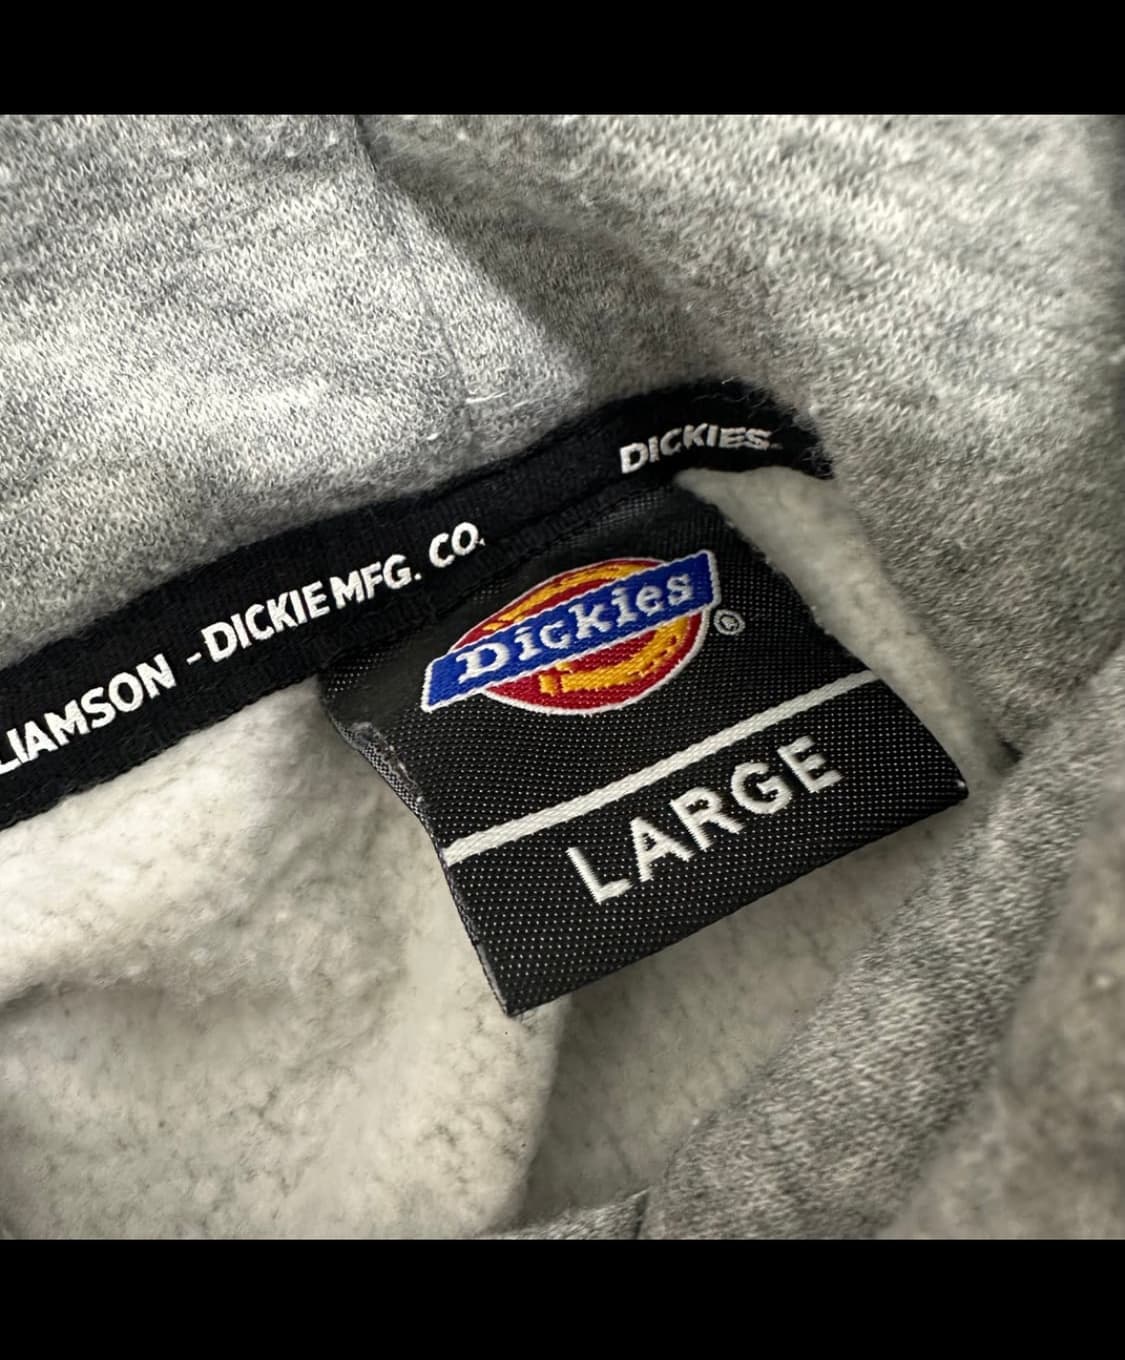 DICKIES
LIAMSON - DICKIE MFG. CO.
Dickies®
LARGE